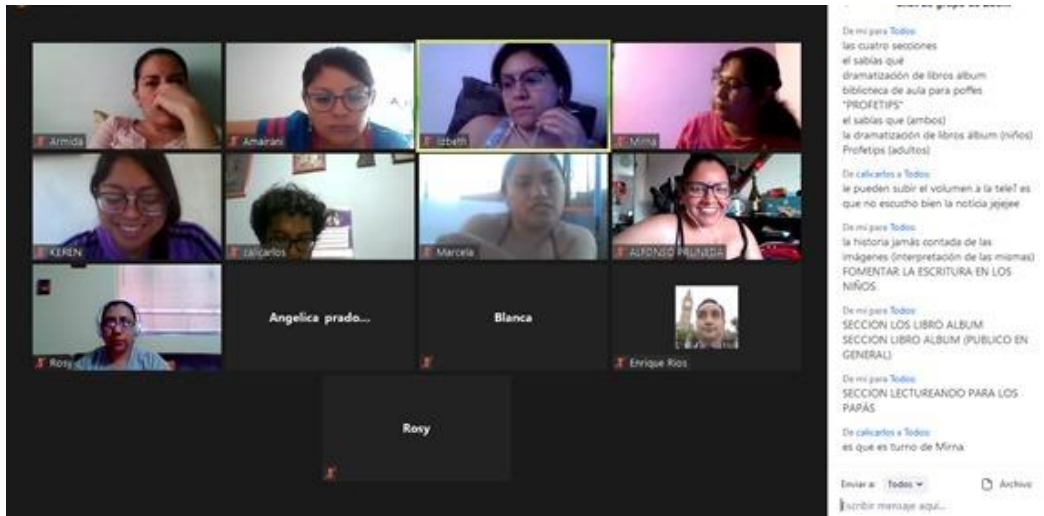 Armida
Amairani
Izbeth
Mirna
KEREN
calicarlos
Marcela
ALFONSO PRUNEDA
Rosy
Angelica prado...
Blanca
Enrique Rios
Rosy
De mi para Todos:
las cuatro secciones
el sabías qué
dramatización de libros album
biblioteca de aula para poffes
"PROFETIPS"
el sabías que (ambos)
la dramatización de libros álbum (niños)
Profetips (adultos)
De calicarlos a Todos:
le pueden subir el volumen a la tele? es
que no escucho bien la noticia jejejee
De mi para Todos:
la historia jamás contada de las
imágenes (interpretación de las mismas)
FOMENTAR LA ESCRITURA EN LOS
NIÑOS
De mi para Todos:
SECCION LOS LIBRO ALBUM
SECCION LIBRO ALBUM (PUBLICO EN
GENERAL)
De mi para Todos:
SECCION LECTUREANDO PARA LOS
PAPÁS
De calicarlos a Todos:
es que es turno de Mirna
Enviar a: Todos Archivo
Escribir mensaje aquí...